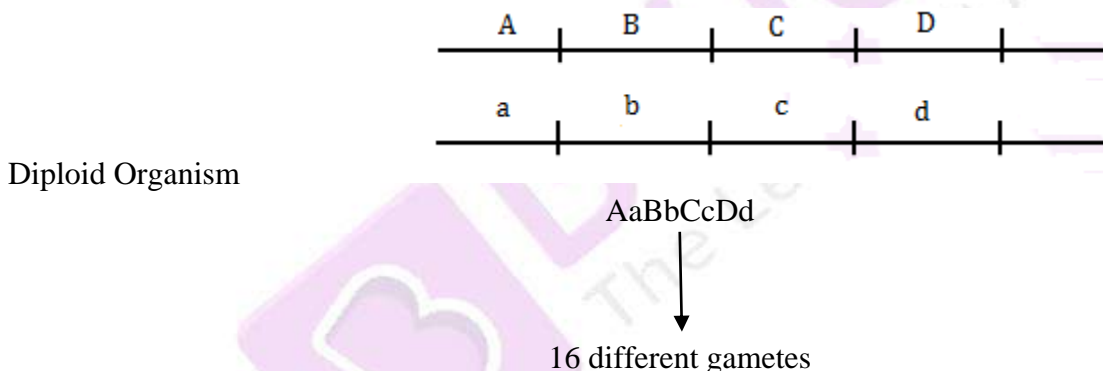 A B C D
a b c d
Diploid Organism
AaBbCcDd
16 different gametes